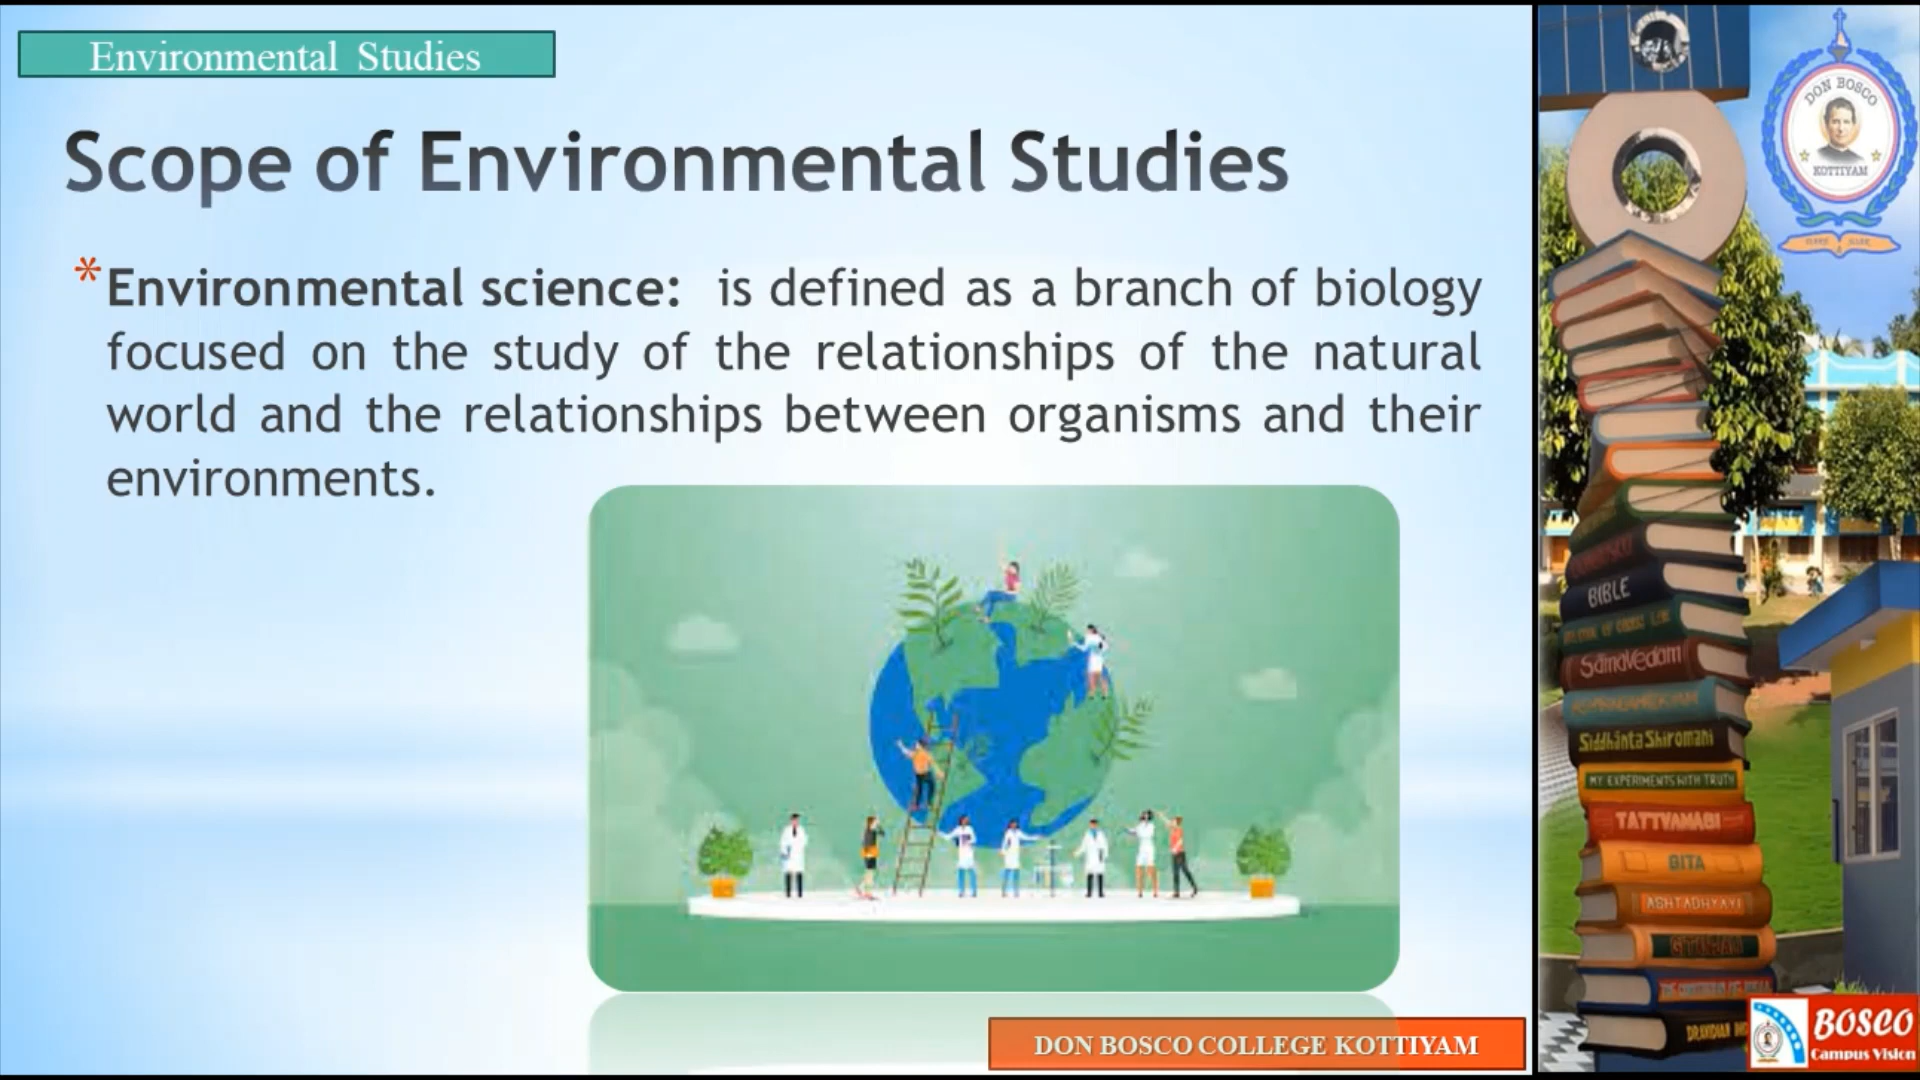 Environmental Studies
Scope of Environmental Studies
* Environmental science: is defined as a branch of biology
focused on the study of the relationships of the natural
world and the relationships between organisms and their
environments.
DON BOSCO COLLEGE KOTTIYAM
DON BOSCO
KOTTIYAM
BIBLE
SamaVedam
Siddhanta Shiromani
MY EXPERIMENTS WITH TRUTH
TATTVAMASI
GITA
ASHTADHYAYI
BOSCO
Campus Vision